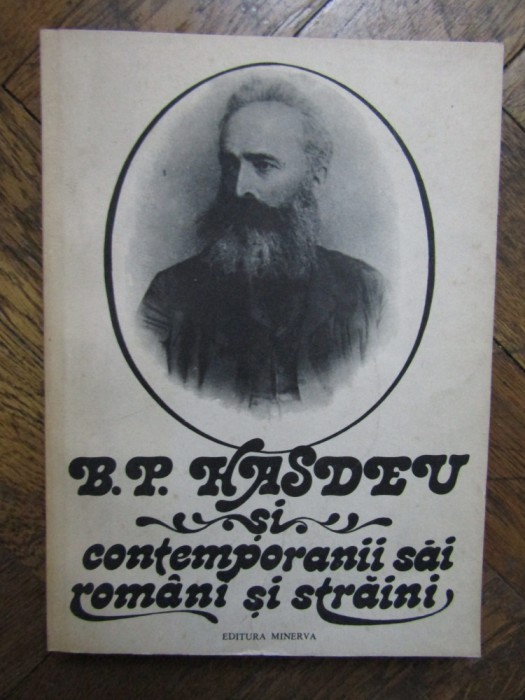 B.P. HASDEU
și
contemporanii săi
români și străini
EDITURA MINERVA